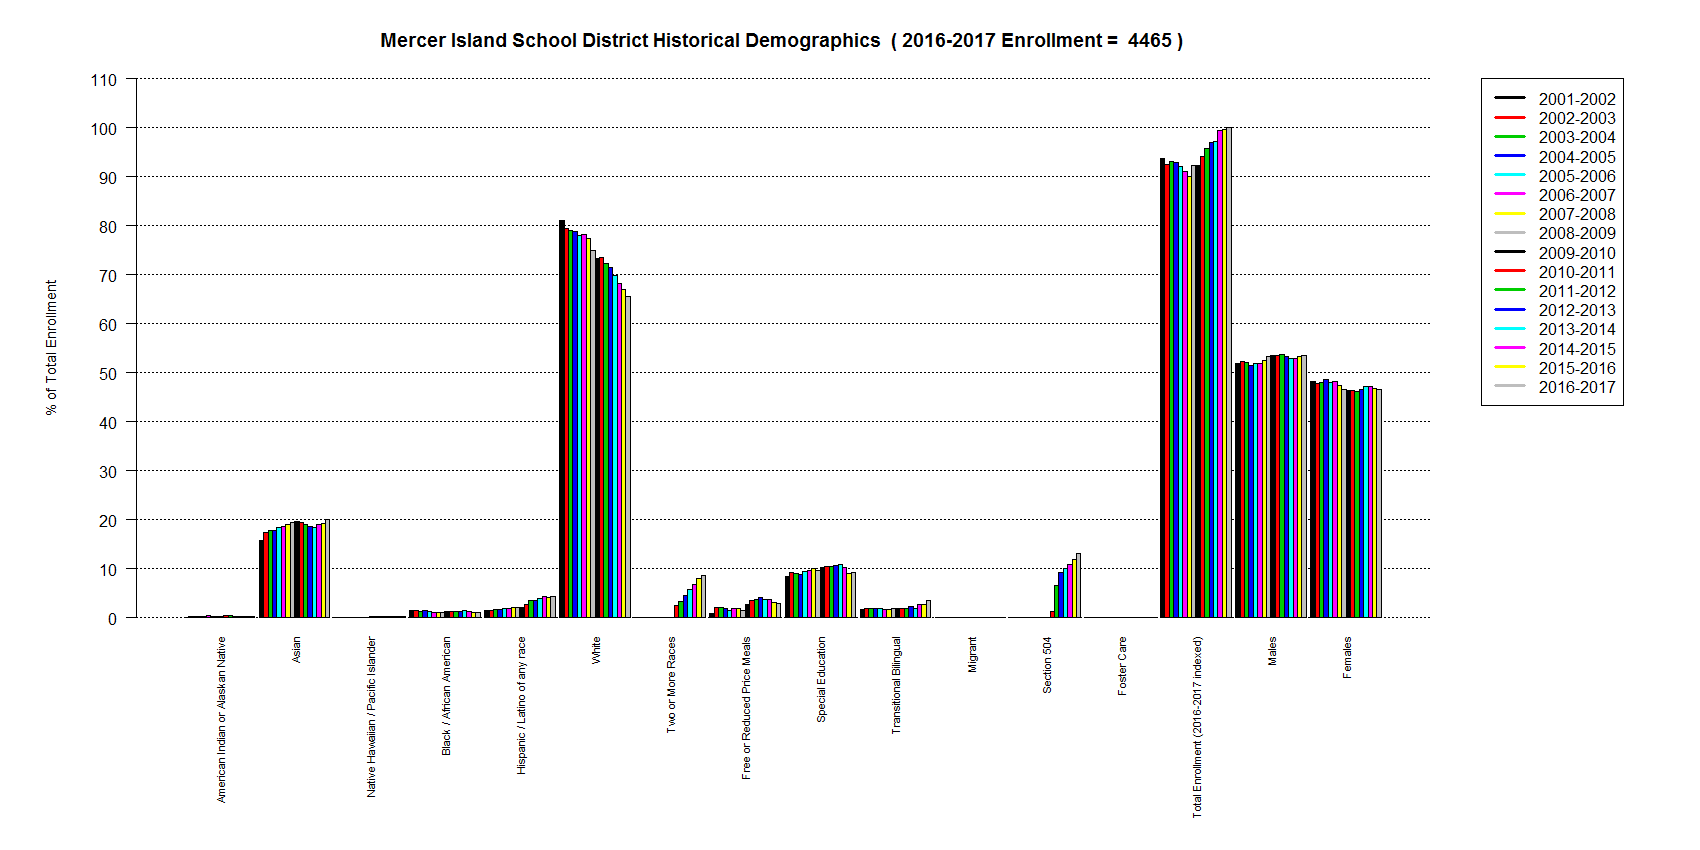 Mercer Island School District Historical Demographics ( 2016-2017 Enrollment = 4465 )
% of Total Enrollment
110
100
90
80
70
60
50
40
30
20
10
0
American Indian or Alaskan Native
Asian
Native Hawaiian / Pacific Islander
Black / African American
Hispanic / Latino of any race
White
Two or More Races
Free or Reduced Price Meals
Special Education
Transitional Bilingual
Migrant
Section 504
Foster Care
Total Enrollment (2016-2017 indexed)
Males
Females
2001-2002
2002-2003
2003-2004
2004-2005
2005-2006
2006-2007
2007-2008
2008-2009
2009-2010
2010-2011
2011-2012
2012-2013
2013-2014
2014-2015
2015-2016
2016-2017